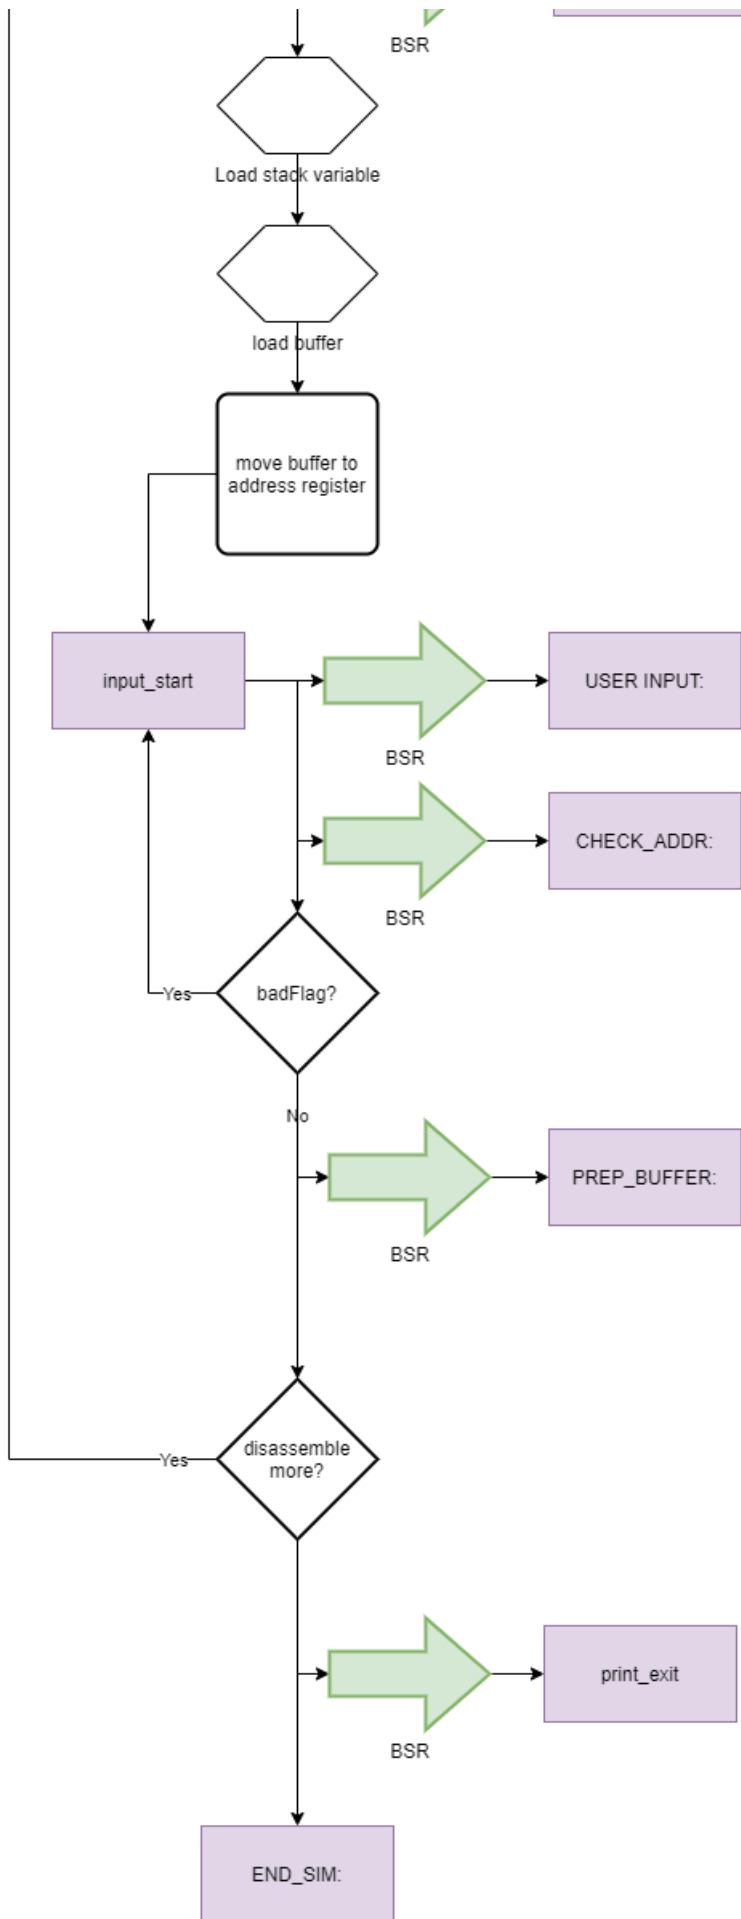 BSR
Load stack variable
load buffer
move buffer to
address register
input_start
USER INPUT:
BSR
CHECK_ADDR:
BSR
badFlag?
Yes
No
PREP_BUFFER:
BSR
disassemble
more?
Yes
print_exit
BSR
END_SIM: